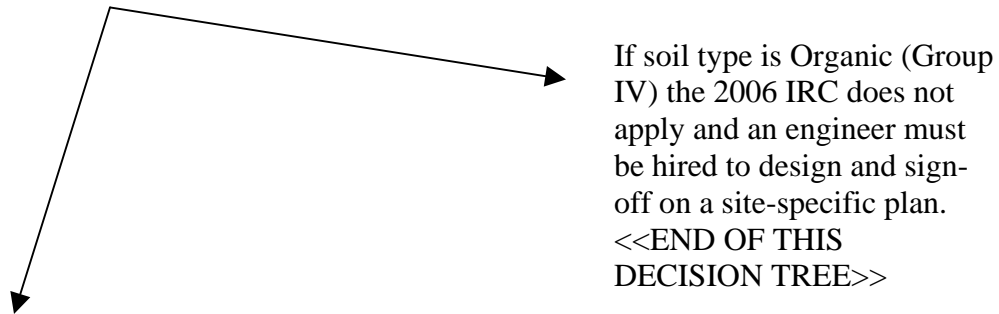 If soil type is Organic (Group
IV) the 2006 IRC does not
apply and an engineer must
be hired to design and sign-
off on a site-specific plan.
<<END OF THIS
DECISION TREE>>